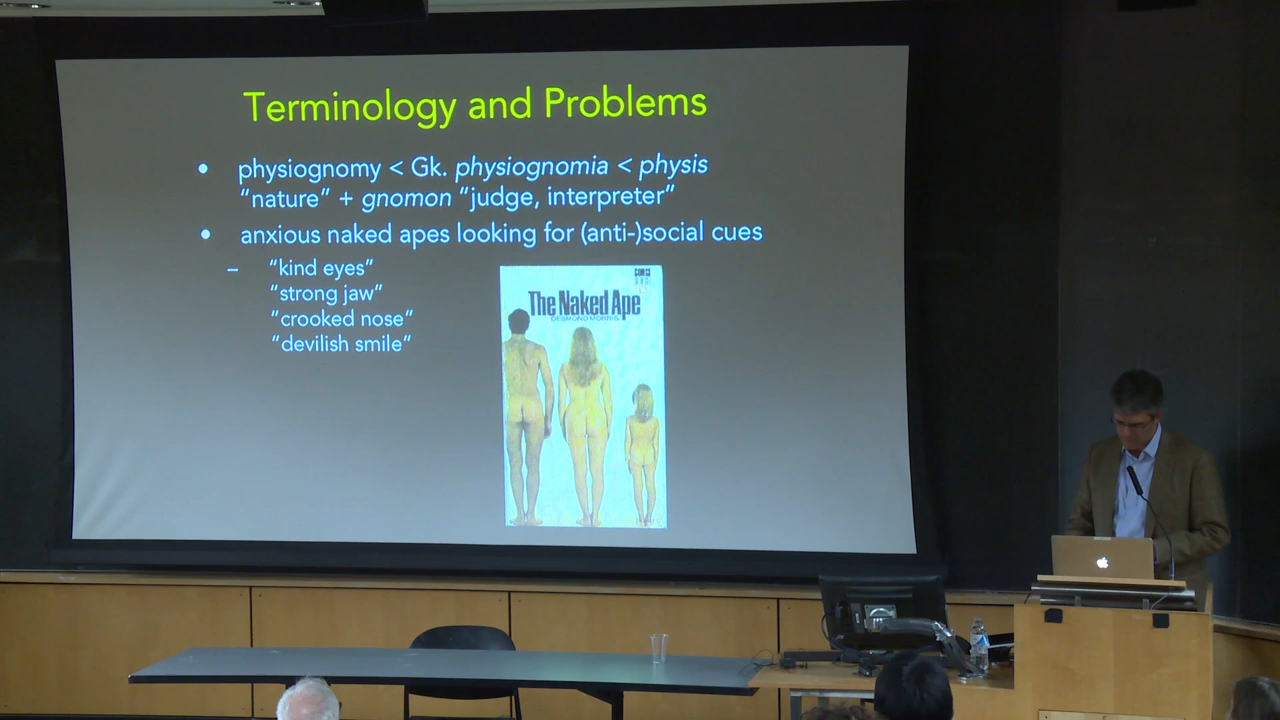 Terminology and Problems
• physiognomy < Gk. physiognomia < physis
"nature" + gnomon "judge, interpreter"
• anxious naked apes looking for (anti-)social cues
– "kind eyes"
"strong jaw"
"crooked nose"
"devilish smile"
The Naked Ape
DESMOND MORRIS